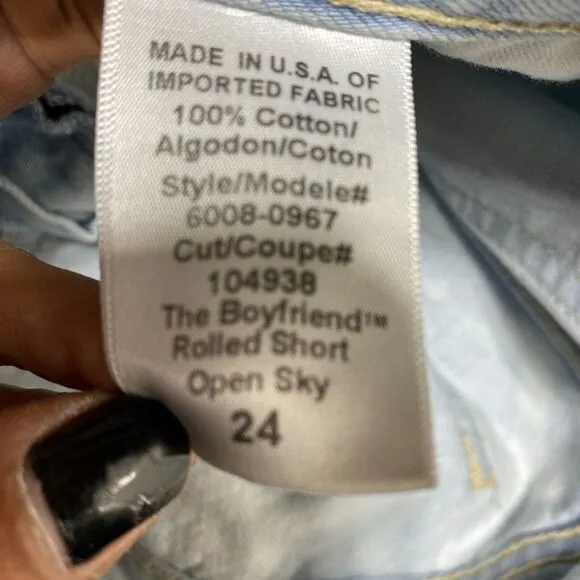 MADE IN U.S.A. OF
IMPORTED FABRIC
100% Cotton/
Algodon/Coton
Style/Modele#
6008-0967
Cut/Coupe#
104938
The Boyfriend™
Rolled Short
Open Sky
24